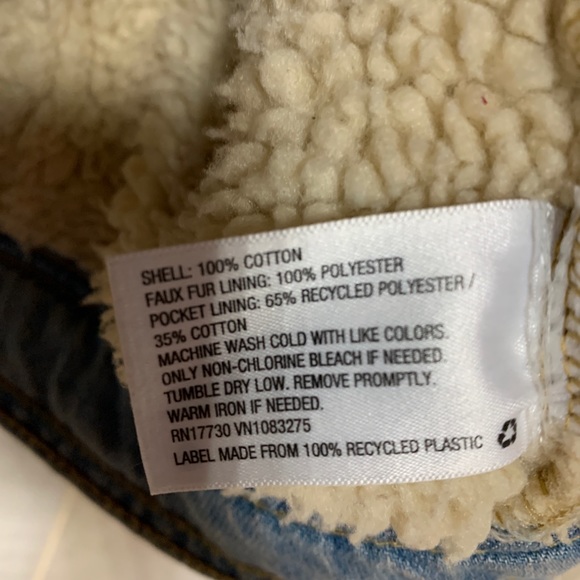 SHELL: 100% COTTON
FAUX FUR LINING: 100% POLYESTER
POCKET LINING: 65% RECYCLED POLYESTER /
35% COTTON
MACHINE WASH COLD WITH LIKE COLORS.
ONLY NON-CHLORINE BLEACH IF NEEDED.
TUMBLE DRY LOW. REMOVE PROMPTLY.
WARM IRON IF NEEDED.
RN17730 VN1083275
LABEL MADE FROM 100% RECYCLED PLASTIC